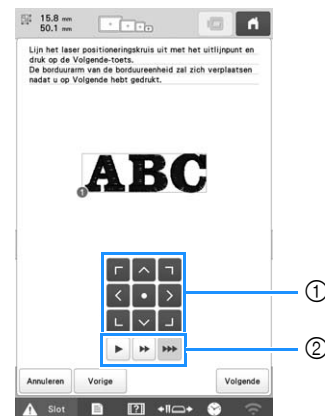 15.8 mm
50.1 mm
Lijn het laser positioneringskruis uit met het uitlijnpunt en
druk op de Volgende-toets.
De borduurarm van de borduureenheid zal zich verplaatsen
nadat u op Volgende hebt gedrukt.
ABC
1
①
②
Annuleren Vorige Volgende
Slot